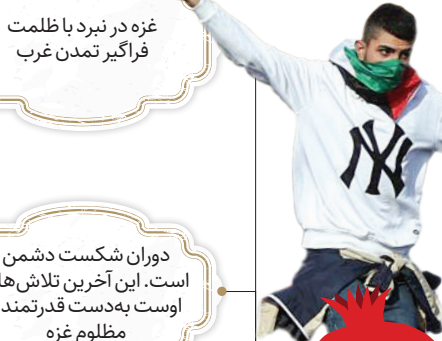 غزه در نبرد با ظلمت
فراگیر تمدن غرب
دوران شکست دشمن
است. این آخرین تلاش‌ها
اوست به‌دست قدرتمند
مظلوم غزه
NY